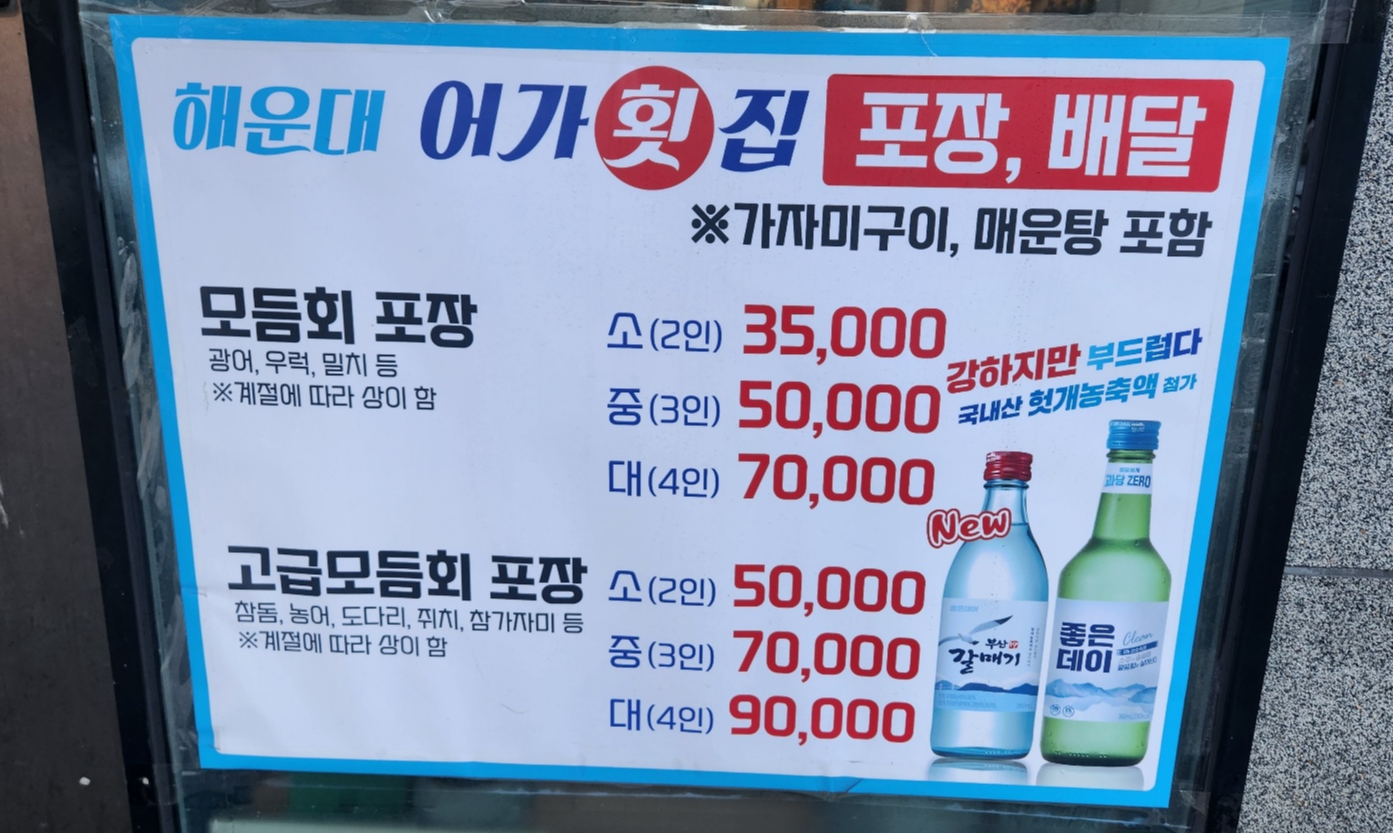 해운대 어가횟집 포장, 배달
※가자미구이, 매운탕 포함
모듬회 포장
광어, 우럭, 밀치 등
※계절에 따라 상이 함
소(2인) 35,000
중(3인) 50,000
대(4인) 70,000
강하지만 부드럽다
국내산 헛개농축액 첨가
고급모듬회 포장
참돔, 농어, 도다리, 쥐치, 참가자미 등
※계절에 따라 상이 함
소(2인) 50,000
중(3인) 70,000
대(4인) 90,000
New
부산
갈매기
과당 ZERO
좋은
데이
Clean